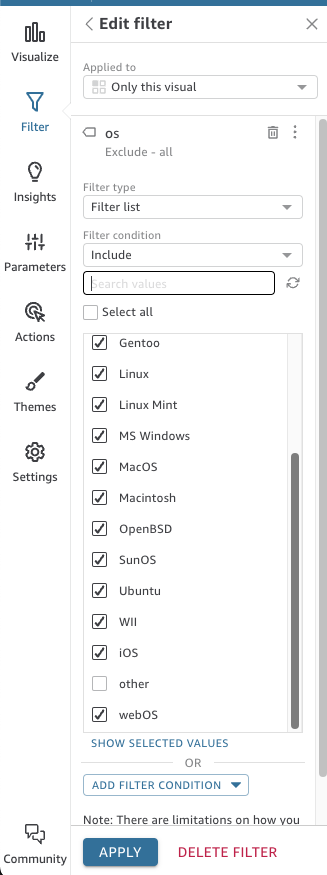 Visualize
Filter
Insights
Parameters
Actions
Themes
Settings
Community
Edit filter
Applied to
Only this visual
os
Exclude - all
Filter type
Filter list
Filter condition
Include
Search values
Select all
Gentoo
Linux
Linux Mint
MS Windows
MacOS
Macintosh
OpenBSD
SunOS
Ubuntu
WII
iOS
other
webOS
SHOW SELECTED VALUES
OR
ADD FILTER CONDITION
Note: There are limitations on how you
APPLY
DELETE FILTER